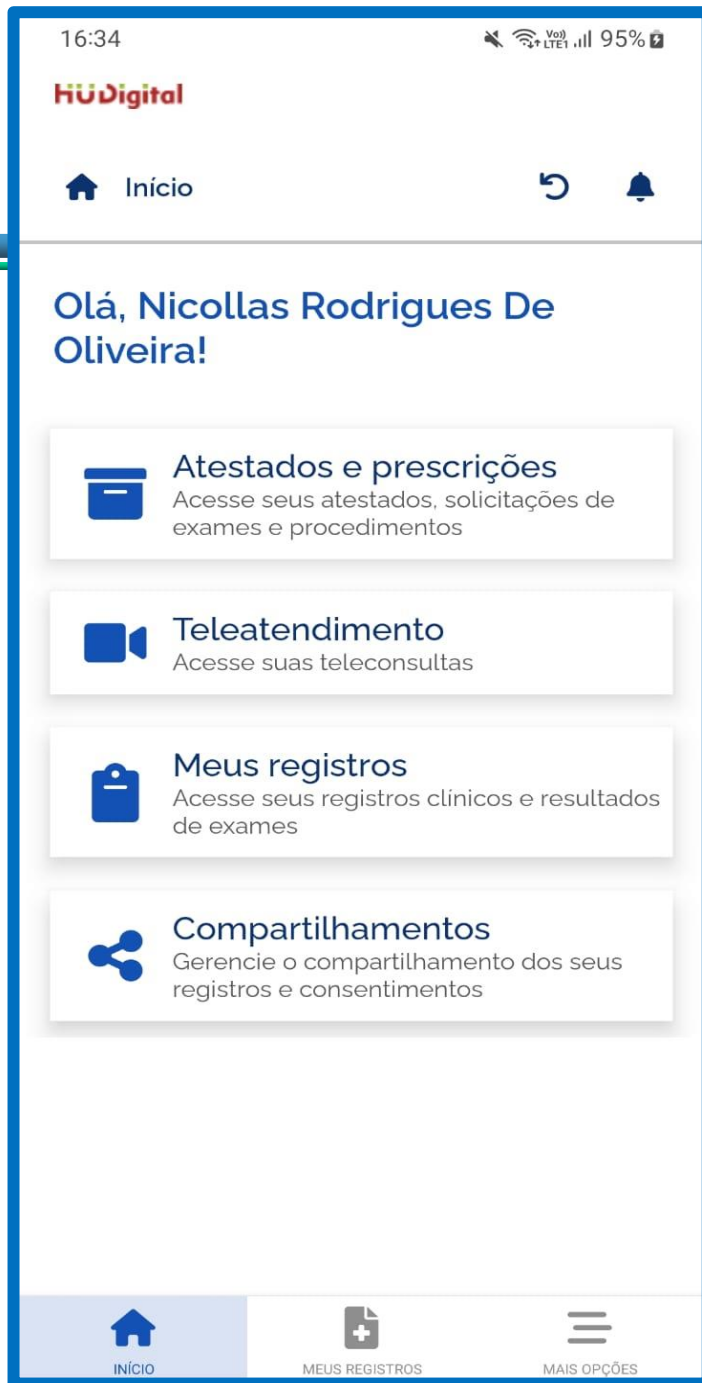 16:34
Vo)) LTE1 95%
HUDigital
Início
Olá, Nicollas Rodrigues De
Oliveira!
Atestados e prescrições
Acesse seus atestados, solicitações de
exames e procedimentos
Teleatendimento
Acesse suas teleconsultas
Meus registros
Acesse seus registros clínicos e resultados
de exames
Compartilhamentos
Gerencie o compartilhamento dos seus
registros e consentimentos
INÍCIO
MEUS REGISTROS
MAIS OPÇÕES